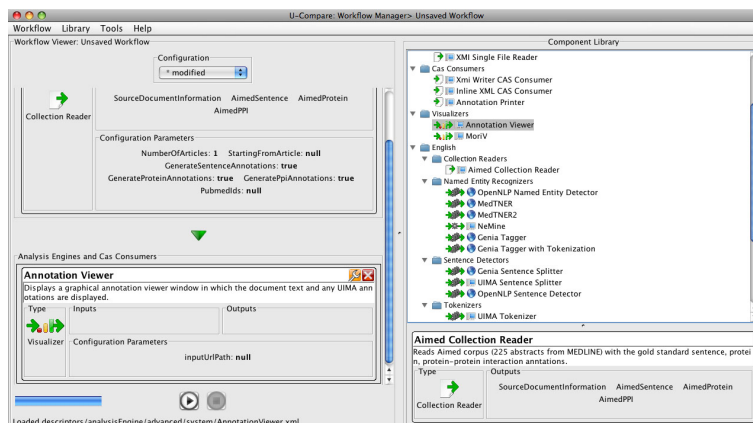 U-Compare: Workflow Manager> Unsaved Workflow
Workflow Library Tools Help
Workflow Viewer: Unsaved Workflow
Configuration
* modified
Collection Reader
SourceDocumentInformation AimedSentence AimedProtein
AimedPPI
Configuration Parameters
NumberOfArticles: 1 StartingFromArticle: null
GenerateSentenceAnnotations: true
GenerateProteinAnnotations: true GeneratePpiAnnotations: true
PubmedIds: null
Analysis Engines and Cas Consumers
Annotation Viewer
Displays a graphical annotation viewer window in which the document text and any UIMA ann
otations are displayed.
Type
Inputs
Outputs
Visualizer
Configuration Parameters
inputUrlPath: null
Loaded descriptors/analysisEngine/advanced/system/AnnotationViewer.xml
Component Library
XMI Single File Reader
Cas Consumers
Xmi Writer CAS Consumer
Inline XML CAS Consumer
Annotation Printer
Visualizers
Annotation Viewer
MoriV
English
Collection Readers
Aimed Collection Reader
Named Entity Recognizers
OpenNLP Named Entity Detector
MedTNER
MedTNER2
NeMine
Genia Tagger
Genia Tagger with Tokenization
Sentence Detectors
Genia Sentence Splitter
UIMA Sentence Splitter
OpenNLP Sentence Detector
Tokenizers
UIMA Tokenizer
Aimed Collection Reader
Reads Aimed corpus (225 abstracts from MEDLINE) with the gold standard sentence, protei
n, protein-protein interaction anntations.
Type
Outputs
Collection Reader
SourceDocumentInformation AimedSentence AimedProtein
AimedPPI